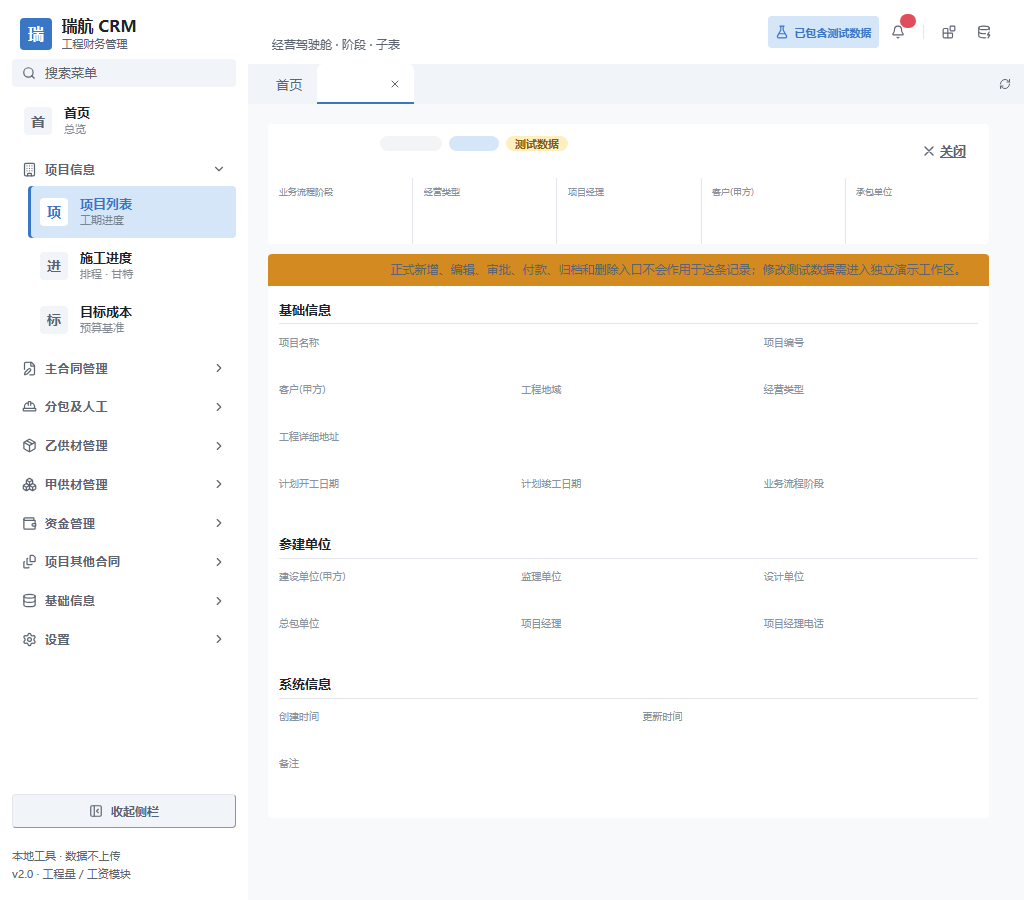 瑞
瑞航 CRM
工程财务管理
搜索菜单
首
首页
总览
项目信息
项
项目列表
工期进度
进
施工进度
排程 · 甘特
标
目标成本
预算基准
主合同管理
分包及人工
乙供材管理
甲供材管理
资金管理
项目其他合同
基础信息
设置
收起侧栏
本地工具 · 数据不上传
v2.0 · 工程量 / 工资模块
经营驾驶舱 · 阶段 · 子表
已包含测试数据
首页
测试数据
关闭
业务流程阶段
经营类型
项目经理
客户(甲方)
承包单位
正式新增、编辑、审批、付款、归档和删除入口不会作用于这条记录；修改测试数据需进入独立演示工作区。
基础信息
项目名称
项目编号
客户(甲方)
工程地域
经营类型
工程详细地址
计划开工日期
计划竣工日期
业务流程阶段
参建单位
建设单位(甲方)
监理单位
设计单位
总包单位
项目经理
项目经理电话
系统信息
创建时间
更新时间
备注